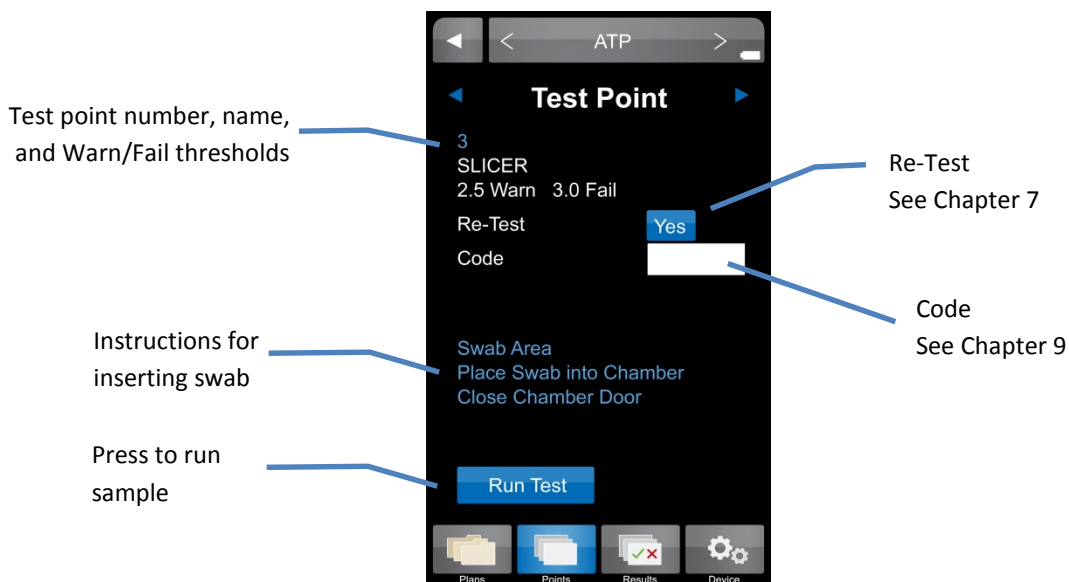 < ATP >
Test Point
Test point number, name,
and Warn/Fail thresholds
3
SLICER
2.5 Warn 3.0 Fail
Re-Test Yes
Code
Re-Test
See Chapter 7
Code
See Chapter 9
Instructions for
inserting swab
Swab Area
Place Swab into Chamber
Close Chamber Door
Press to run
sample
Run Test
Plans Points Results Device